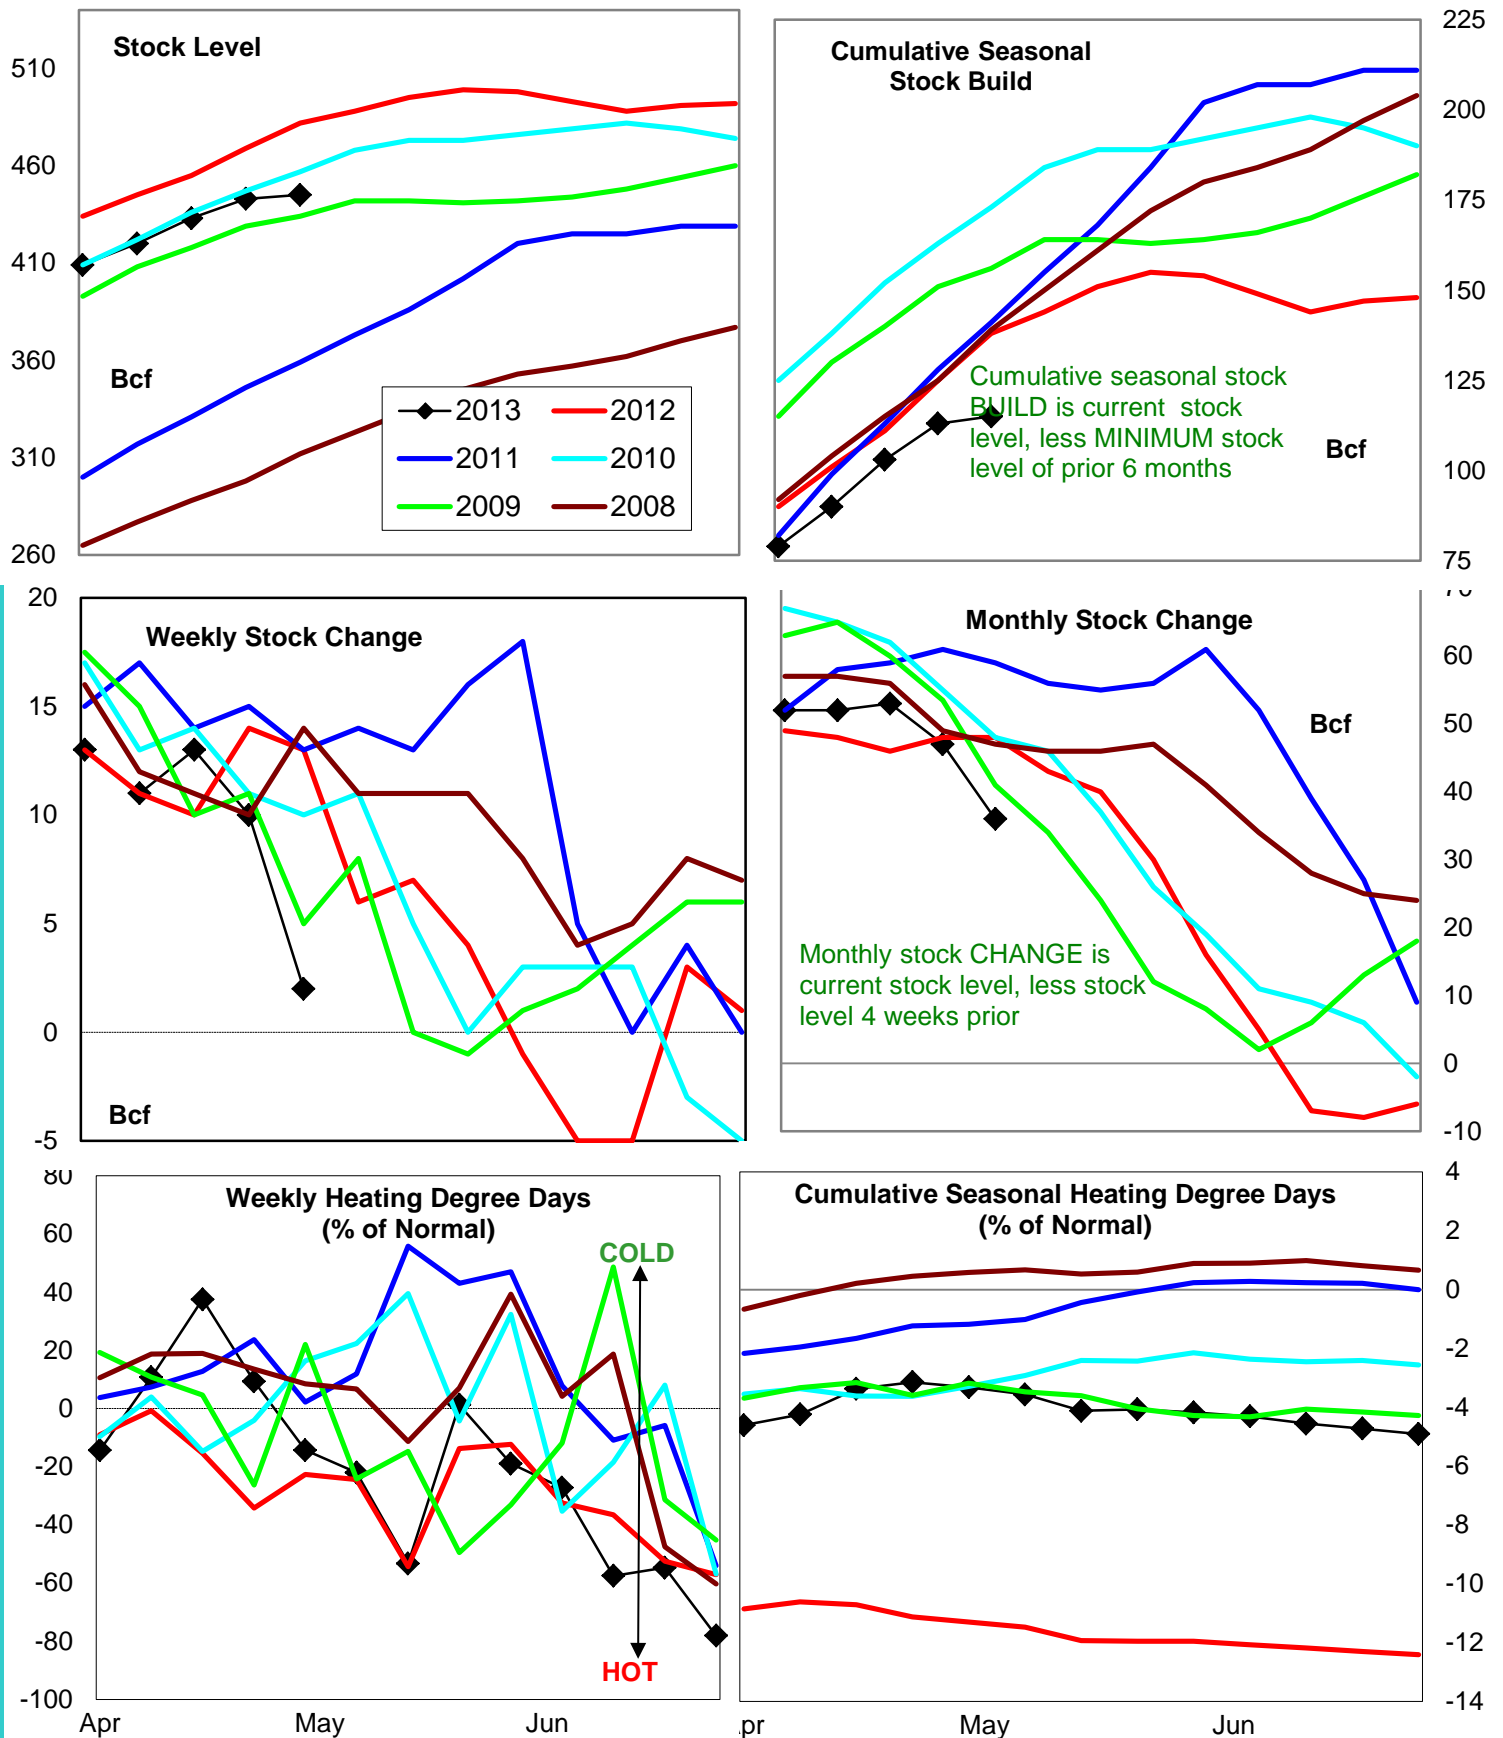 Stock Level
510
460
410
360
310
260
Bcf
2013
2012
2011
2010
2009
2008
Cumulative Seasonal
Stock Build
225
200
175
150
125
100
75
Cumulative seasonal stock
BUILD is current stock
level, less MINIMUM stock
level of prior 6 months
Bcf
Weekly Stock Change
20
15
10
5
0
-5
Bcf
Monthly Stock Change
70
60
50
40
30
20
10
0
-10
Bcf
Monthly stock CHANGE is
current stock level, less stock
level 4 weeks prior
Weekly Heating Degree Days
(% of Normal)
80
60
40
20
0
-20
-40
-60
-80
-100
COLD
HOT
Apr
May
Jun
Cumulative Seasonal Heating Degree Days
(% of Normal)
4
2
0
-2
-4
-6
-8
-10
-12
-14
pr
May
Jun